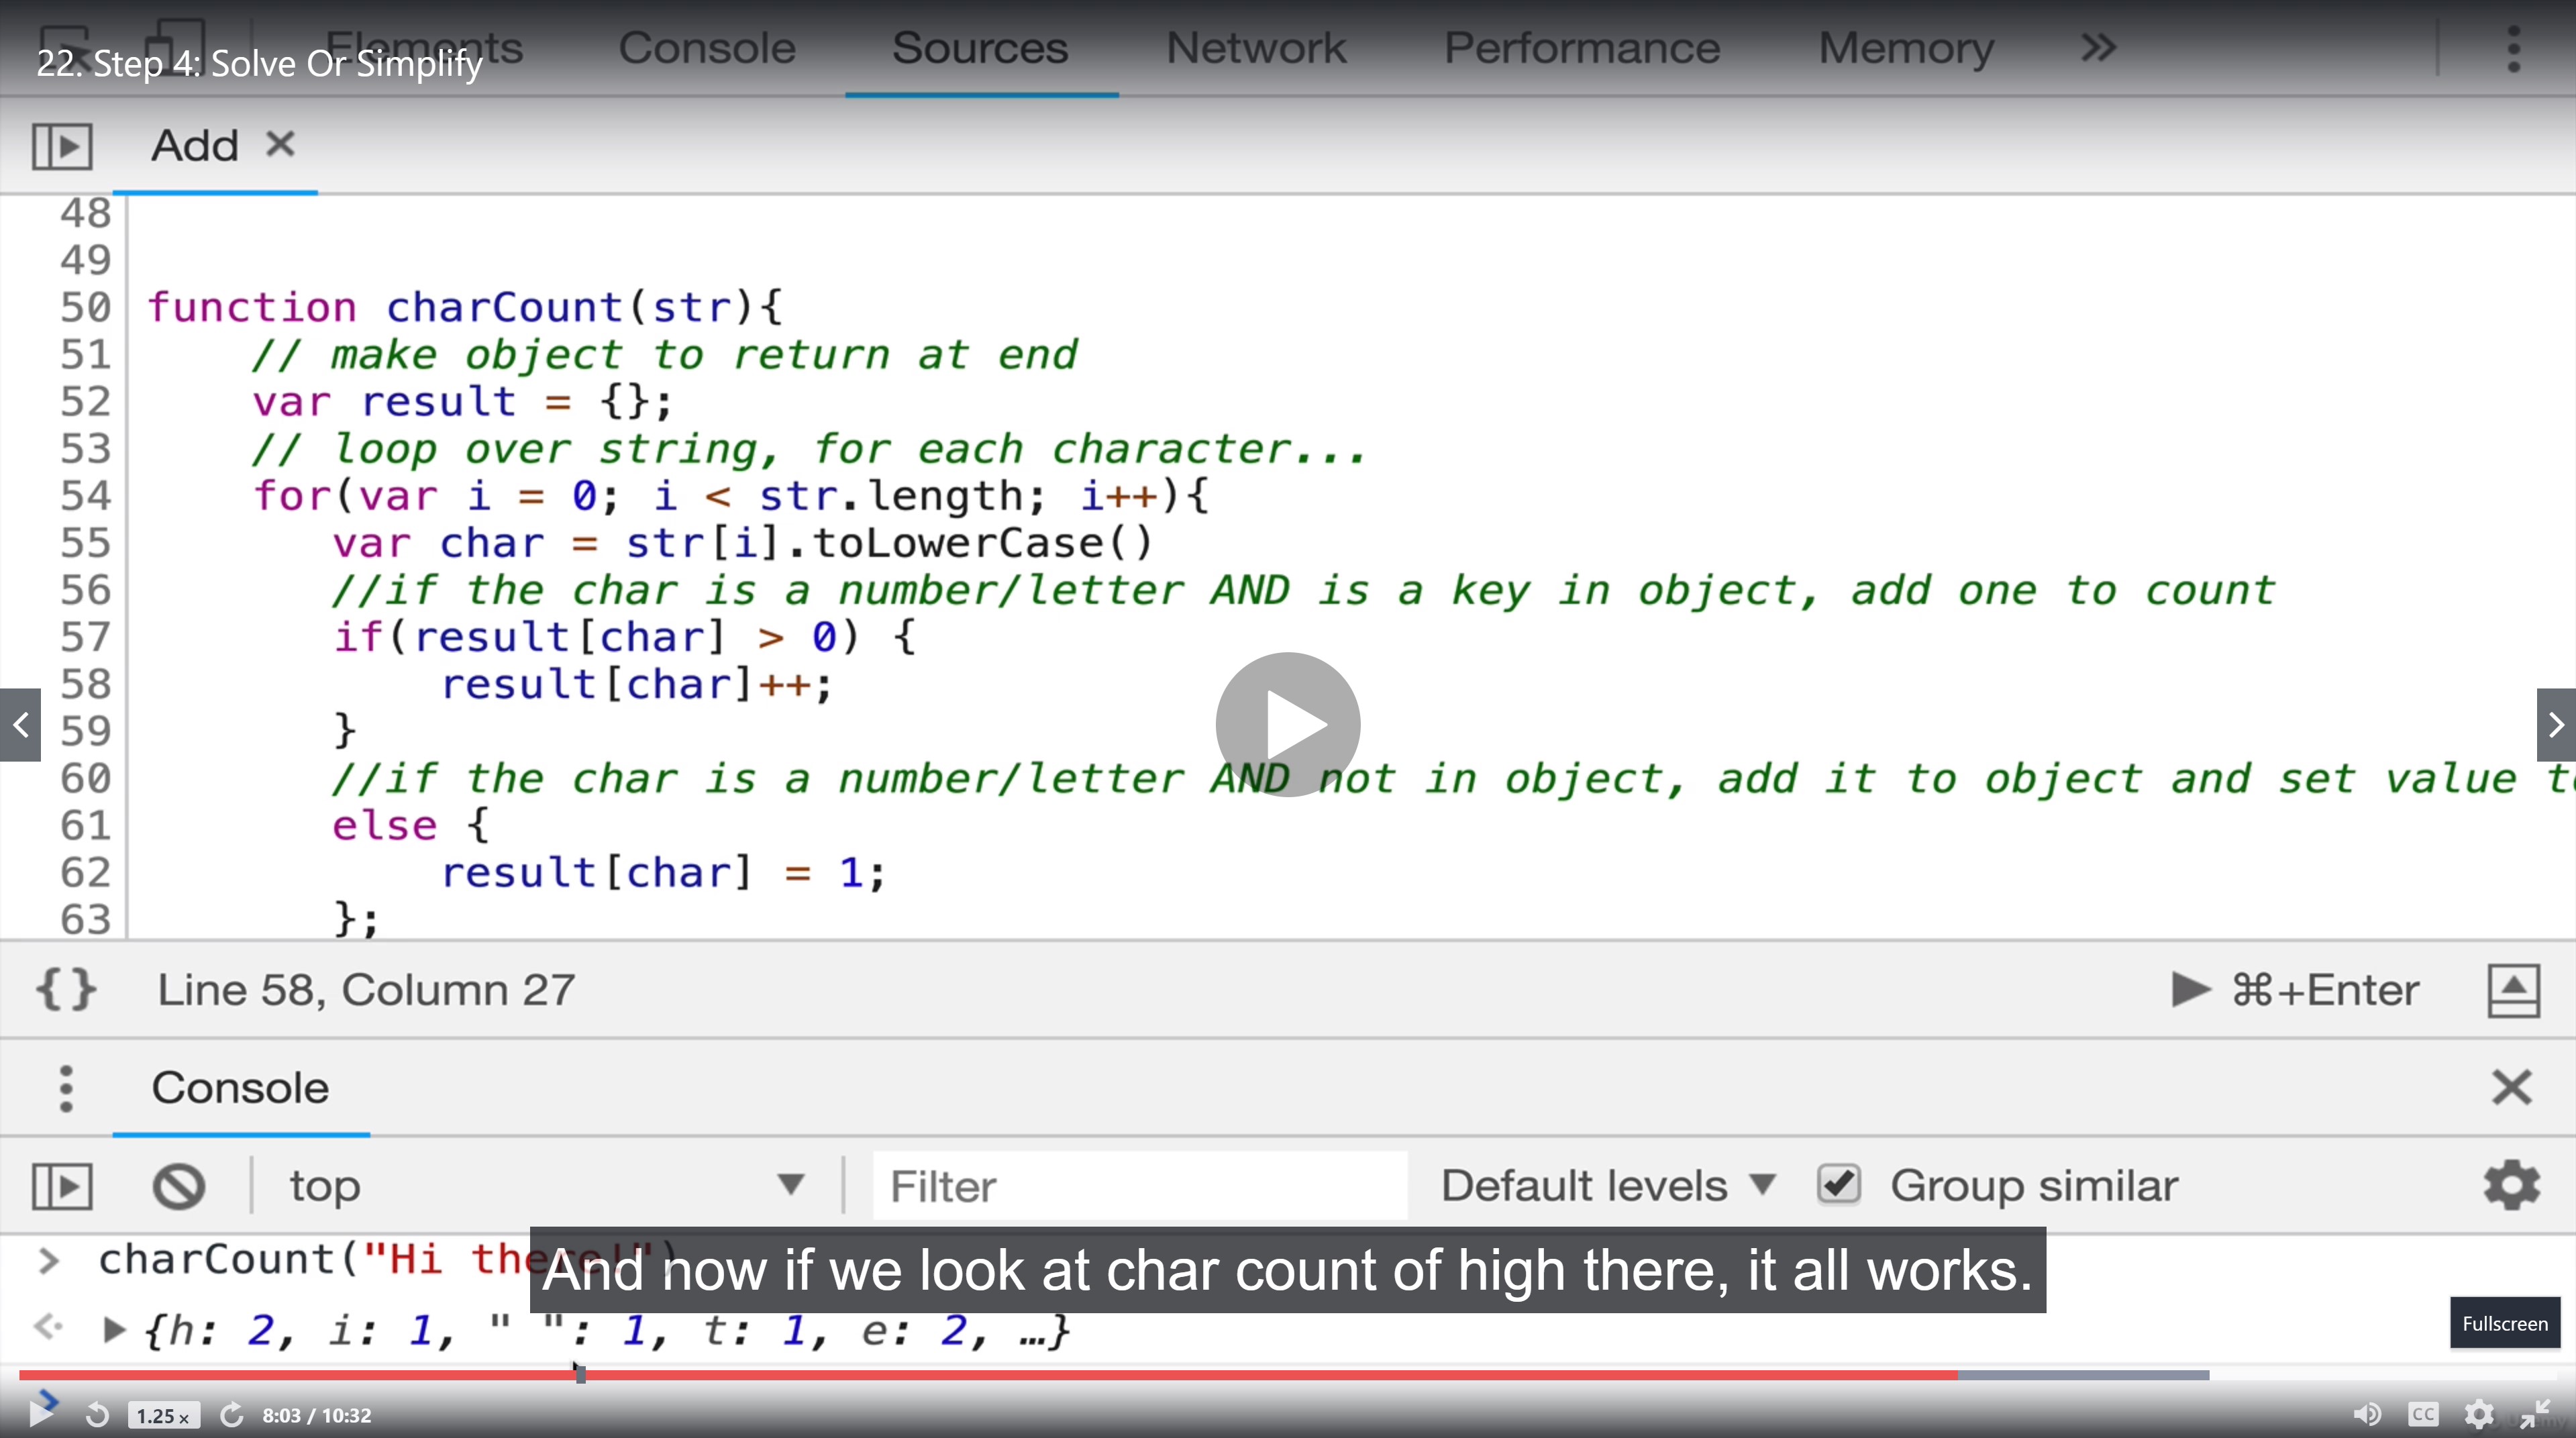 Elements Console Sources Network Performance Memory
22. Step 4: Solve Or Simplify
Add
48
49
50 function charCount(str){
51 // make object to return at end
52 var result = {};
53 // loop over string, for each character...
54 for(var i = 0; i < str.length; i++){
55 var char = str[i].toLowerCase()
56 //if the char is a number/letter AND is a key in object, add one to count
57 if(result[char] > 0) {
58 result[char]++;
59 }
60 //if the char is a number/letter AND not in object, add it to object and set value
61 else {
62 result[char] = 1;
63 };
{} Line 58, Column 27 ⌘+Enter
Console
top Filter Default levels Group similar
> charCount("Hi there!")
And now if we look at char count of high there, it all works.
{h: 2, i: 1, " ": 1, t: 1, e: 2, …}
Fullscreen
1.25 x 8:03 / 10:32 CC